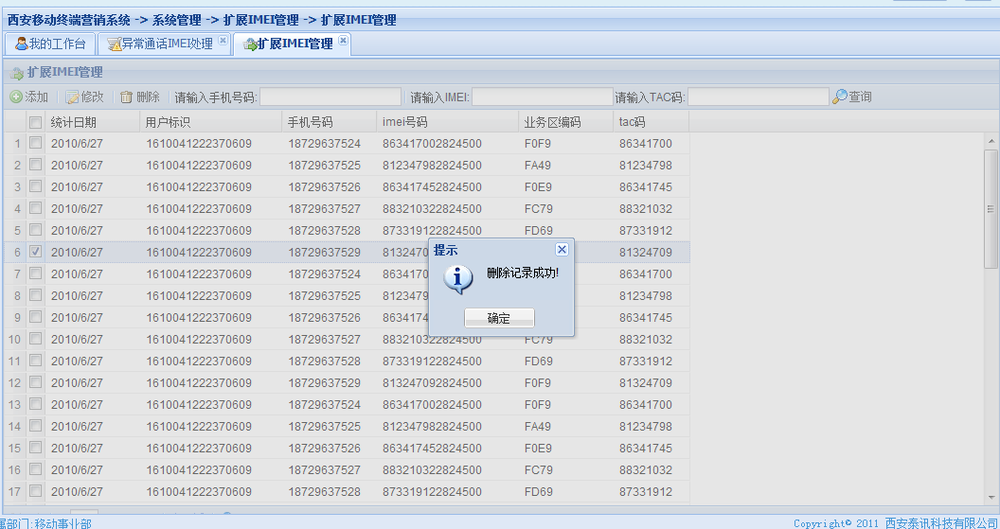 西安移动终端营销系统 -> 系统管理 -> 扩展IMEI管理 -> 扩展IMEI管理
我的工作台 异常通话IMEI处理 扩展IMEI管理
扩展IMEI管理
添加 修改 删除 请输入手机号码: 请输入IMEI: 请输入TAC码: 查询
统计日期 用户标识 手机号码 imei号码 业务区编码 tac码
1 2010/6/27 1610041222370609 18729637524 863417002824500 F0F9 86341700
2 2010/6/27 1610041222370609 18729637525 812347982824500 FA49 81234798
3 2010/6/27 1610041222370609 18729637526 863417452824500 F0E9 86341745
4 2010/6/27 1610041222370609 18729637527 883210322824500 FC79 88321032
5 2010/6/27 1610041222370609 18729637528 873319122824500 FD69 87331912
6 2010/6/27 1610041222370609 18729637529 8132470 81324709
7 2010/6/27 1610041222370609 18729637524 8634170 86341700
8 2010/6/27 1610041222370609 18729637525 8123479 81234798
9 2010/6/27 1610041222370609 18729637526 8634174 86341745
10 2010/6/27 1610041222370609 18729637527 883210322824500 FC79 88321032
11 2010/6/27 1610041222370609 18729637528 873319122824500 FD69 87331912
12 2010/6/27 1610041222370609 18729637529 813247092824500 F0F9 81324709
13 2010/6/27 1610041222370609 18729637524 863417002824500 F0F9 86341700
14 2010/6/27 1610041222370609 18729637525 812347982824500 FA49 81234798
15 2010/6/27 1610041222370609 18729637526 863417452824500 F0E9 86341745
16 2010/6/27 1610041222370609 18729637527 883210322824500 FC79 88321032
17 2010/6/27 1610041222370609 18729637528 873319122824500 FD69 87331912
提示
删除记录成功!
确定
属部门:移动事业部 Copyright© 2011 西安泰讯科技有限公司